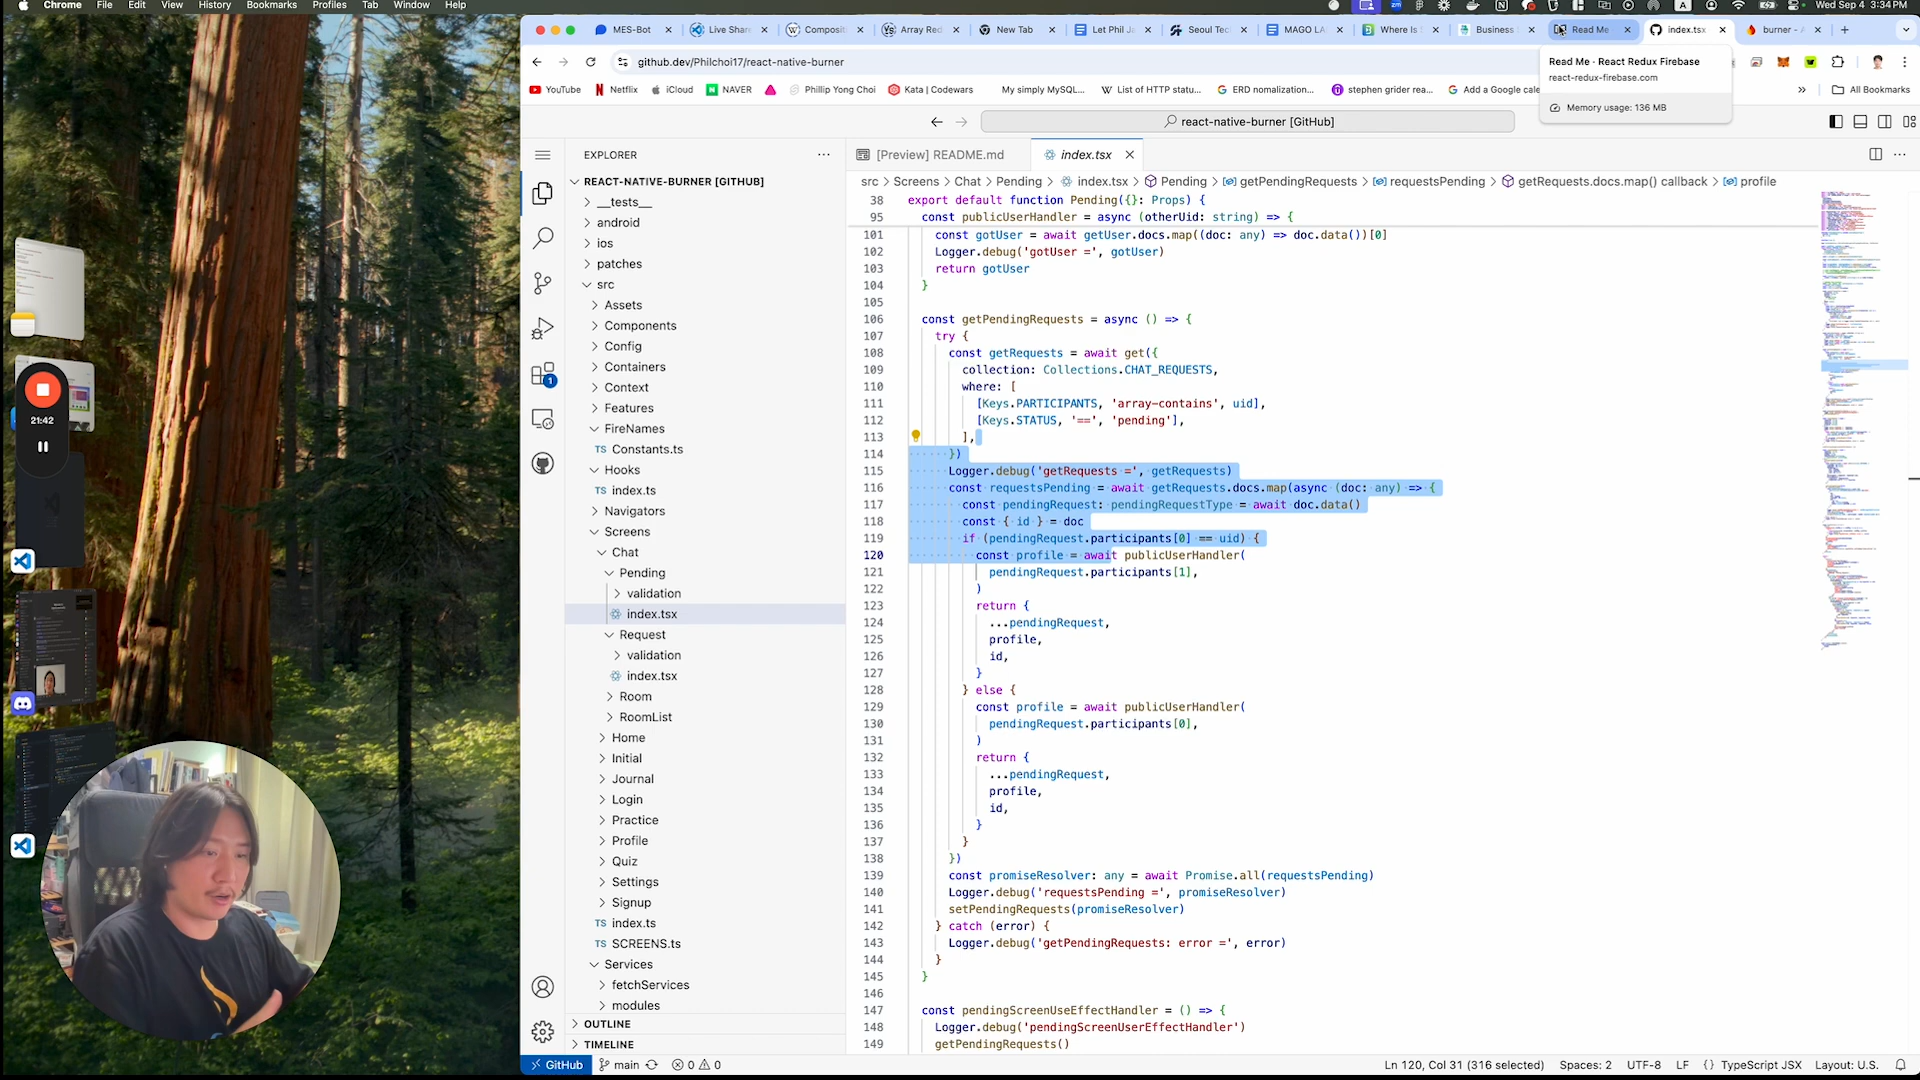 Chrome File Edit View History Bookmarks Profiles Tab Window Help
Wed Sep 4 3:34PM
MES-Bot
Live Shar
Composit
Array Red
New Tab
Let Phil J
Seoul Tec
MAGO LA
Where Is
Business
Read Me
index.tsx
burner - A
github.dev/Philchoi17/react-native-burner
Read Me · React Redux Firebase
react-redux-firebase.com
Memory usage: 136 MB
YouTube
Netflix
iCloud
NAVER
Phillip Yong Choi
Kata | Codewars
My simply MySQL...
List of HTTP statu...
ERD nomalization...
stephen grider rea...
Add a Google cale
All Bookmarks
react-native-burner [GitHub]
EXPLORER
REACT-NATIVE-BURNER [GITHUB]
__tests__
android
ios
patches
src
Assets
Components
Config
Containers
Context
Features
FireNames
TS Constants.ts
Hooks
TS index.ts
Navigators
Screens
Chat
Pending
validation
index.tsx
Request
validation
index.tsx
Room
RoomList
Home
Initial
Journal
Login
Practice
Profile
Quiz
Settings
Signup
TS index.ts
TS SCREENS.ts
Services
fetchServices
modules
OUTLINE
TIMELINE
1
21:42
[Preview] README.md
index.tsx
src > Screens > Chat > Pending > index.tsx > Pending > getPendingRequests > requestsPending > getRequests.docs.map() callback > profile
38 export default function Pending({}: Props) {
95 const publicUserHandler = async (otherUid: string) => {
101 const gotUser = await getUser.docs.map((doc: any) => doc.data())[0]
102 Logger.debug('gotUser =', gotUser)
103 return gotUser
104 }
105
106 const getPendingRequests = async () => {
107 try {
108 const getRequests = await get({
109 collection: Collections.CHAT_REQUESTS,
110 where: [
111 [Keys.PARTICIPANTS, 'array-contains', uid],
112 [Keys.STATUS, '==', 'pending'],
113 ],
114 })
115 Logger.debug('getRequests =', getRequests)
116 const requestsPending = await getRequests.docs.map(async (doc: any) => {
117 const pendingRequest: pendingRequestType = await doc.data()
118 const { id } = doc
119 if (pendingRequest.participants[0] == uid) {
120 const profile = await publicUserHandler(
121 pendingRequest.participants[1],
122 )
123 return {
124 ...pendingRequest,
125 profile,
126 id,
127 }
128 } else {
129 const profile = await publicUserHandler(
130 pendingRequest.participants[0],
131 )
132 return {
133 ...pendingRequest,
134 profile,
135 id,
136 }
137 }
138 })
139 const promiseResolver: any = await Promise.all(requestsPending)
140 Logger.debug('requestsPending =', promiseResolver)
141 setPendingRequests(promiseResolver)
142 } catch (error) {
143 Logger.debug('getPendingRequests: error =', error)
144 }
145 }
146
147 const pendingScreenUseEffectHandler = () => {
148 Logger.debug('pendingScreenUserEffectHandler')
149 getPendingRequests()
GitHub main 0 0 Ln 120, Col 31 (316 selected) Spaces: 2 UTF-8 LF {} TypeScript JSX Layout: U.S.